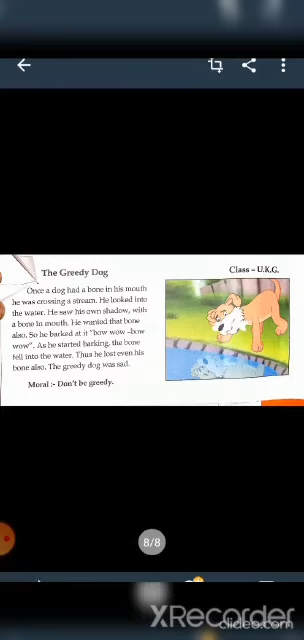 The Greedy Dog
Once a dog had a bone in his mouth
he was crossing a stream. He looked into
the water. He saw his own shadow, with
a bone in mouth. He wanted that bone
also. So he barked at it "bow wow –bow
wow". As he started barking, the bone
fell into the water. Thus he lost even his
bone also. The greedy dog was sad.
Moral :- Don't be greedy.
Class – U.K.G.
8/8
XRecorder